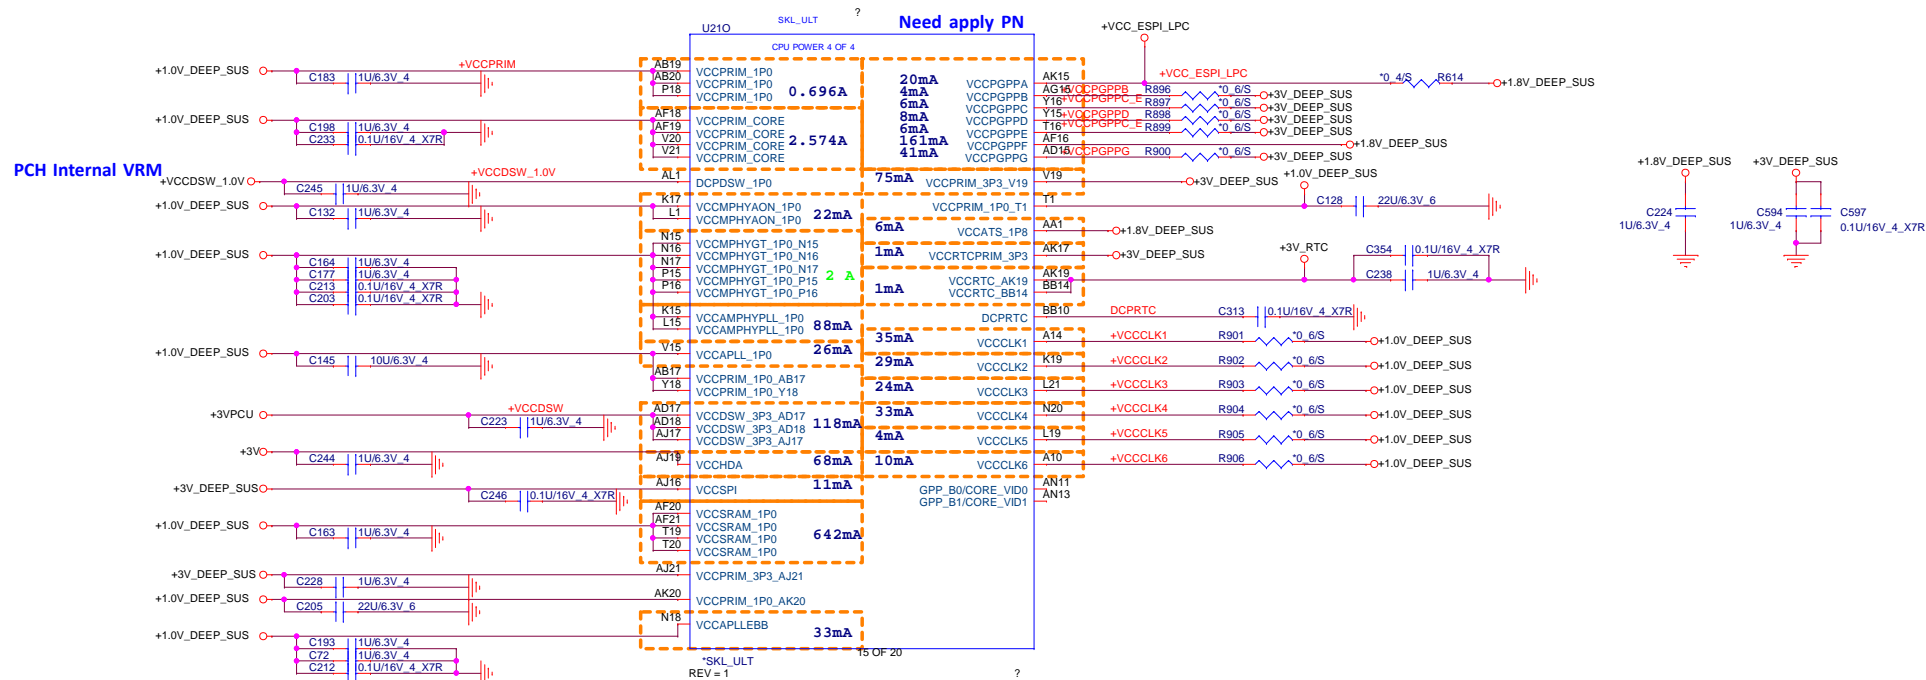 SKL_ULT
?
Need apply PN
U21O
CPU POWER 4 OF 4
PCH Internal VRM
+1.0V_DEEP_SUS
+VCCPRIM
C183 1U/6.3V_4
AB19 VCCPRIM_1P0
AB20 VCCPRIM_1P0
P18 VCCPRIM_1P0
0.696A
+1.0V_DEEP_SUS
C198 1U/6.3V_4
C233 0.1U/16V_4_X7R
AF18 VCCPRIM_CORE
AF19 VCCPRIM_CORE
V20 VCCPRIM_CORE
V21 VCCPRIM_CORE
2.574A
+VCCDSW_1.0V
+VCCDSW_1.0V
C245 1U/6.3V_4
AL1 DCPDSW_1P0
+1.0V_DEEP_SUS
C132 1U/6.3V_4
K17 VCCMPHYAON_1P0
L1 VCCMPHYAON_1P0
22mA
+1.0V_DEEP_SUS
C164 1U/6.3V_4
C177 1U/6.3V_4
C213 0.1U/16V_4_X7R
C203 0.1U/16V_4_X7R
N15 VCCMPHYGT_1P0_N15
N16 VCCMPHYGT_1P0_N16
N17 VCCMPHYGT_1P0_N17
P15 VCCMPHYGT_1P0_P15
P16 VCCMPHYGT_1P0_P16
2 A
K15 VCCAMPHYPLL_1P0
L15 VCCAMPHYPLL_1P0
88mA
+1.0V_DEEP_SUS
C145 10U/6.3V_4
V15 VCCAPLL_1P0
26mA
AB17 VCCPRIM_1P0_AB17
Y18 VCCPRIM_1P0_Y18
+3VPCU
+VCCDSW
C223 1U/6.3V_4
AD17 VCCDSW_3P3_AD17
AD18 VCCDSW_3P3_AD18
AJ17 VCCDSW_3P3_AJ17
118mA
+3V
C244 1U/6.3V_4
AJ19 VCCHDA
68mA
+3V_DEEP_SUS
C246 0.1U/16V_4_X7R
AJ16 VCCSPI
11mA
+1.0V_DEEP_SUS
C163 1U/6.3V_4
AF20 VCCSRAM_1P0
AF21 VCCSRAM_1P0
T19 VCCSRAM_1P0
T20 VCCSRAM_1P0
642mA
+3V_DEEP_SUS
C228 1U/6.3V_4
AJ21 VCCPRIM_3P3_AJ21
+1.0V_DEEP_SUS
C205 22U/6.3V_6
AK20 VCCPRIM_1P0_AK20
+1.0V_DEEP_SUS
C193 1U/6.3V_4
C72 1U/6.3V_4
C212 0.1U/16V_4_X7R
N18 VCCAPLLEBB
33mA
*SKL_ULT
REV = 1
15 OF 20
?
+VCC_ESPI_LPC
20mA VCCPGPPA AK15 +VCC_ESPI_LPC *0_4/S R614 +1.8V_DEEP_SUS
4mA VCCPGPPB AG15 +VCCPGPPB R896 *0_6/S +3V_DEEP_SUS
6mA VCCPGPPC Y16 +VCCPGPPC_E R897 *0_6/S +3V_DEEP_SUS
8mA VCCPGPPD Y15 +VCCPGPPD R898 *0_6/S +3V_DEEP_SUS
6mA VCCPGPPE T16 +VCCPGPPC_E R899 *0_6/S +3V_DEEP_SUS
161mA VCCPGPPF AF16 +1.8V_DEEP_SUS
41mA VCCPGPPG AD15 +VCCPGPPG R900 *0_6/S +3V_DEEP_SUS
75mA VCCPRIM_3P3_V19 V19 +3V_DEEP_SUS
+1.0V_DEEP_SUS
VCCPRIM_1P0_T1 T1 C128 22U/6.3V_6
6mA VCCATS_1P8 AA1 +1.8V_DEEP_SUS
1mA VCCRTCPRIM_3P3 AK17 +3V_DEEP_SUS
+3V_RTC
C354 0.1U/16V_4_X7R
C238 1U/6.3V_4
1mA VCCRTC_AK19 AK19
VCCRTC_BB14 BB14
DCPRTC BB10 DCPRTC C313 0.1U/16V_4_X7R
35mA VCCCLK1 A14 +VCCCLK1 R901 *0_6/S +1.0V_DEEP_SUS
29mA VCCCLK2 K19 +VCCCLK2 R902 *0_6/S +1.0V_DEEP_SUS
24mA VCCCLK3 L21 +VCCCLK3 R903 *0_6/S +1.0V_DEEP_SUS
33mA VCCCLK4 N20 +VCCCLK4 R904 *0_6/S +1.0V_DEEP_SUS
4mA VCCCLK5 L19 +VCCCLK5 R905 *0_6/S +1.0V_DEEP_SUS
10mA VCCCLK6 A10 +VCCCLK6 R906 *0_6/S +1.0V_DEEP_SUS
GPP_B0/CORE_VID0 AN11
GPP_B1/CORE_VID1 AN13
+1.8V_DEEP_SUS
C224
1U/6.3V_4
+3V_DEEP_SUS
C594
1U/6.3V_4
C597
0.1U/16V_4_X7R